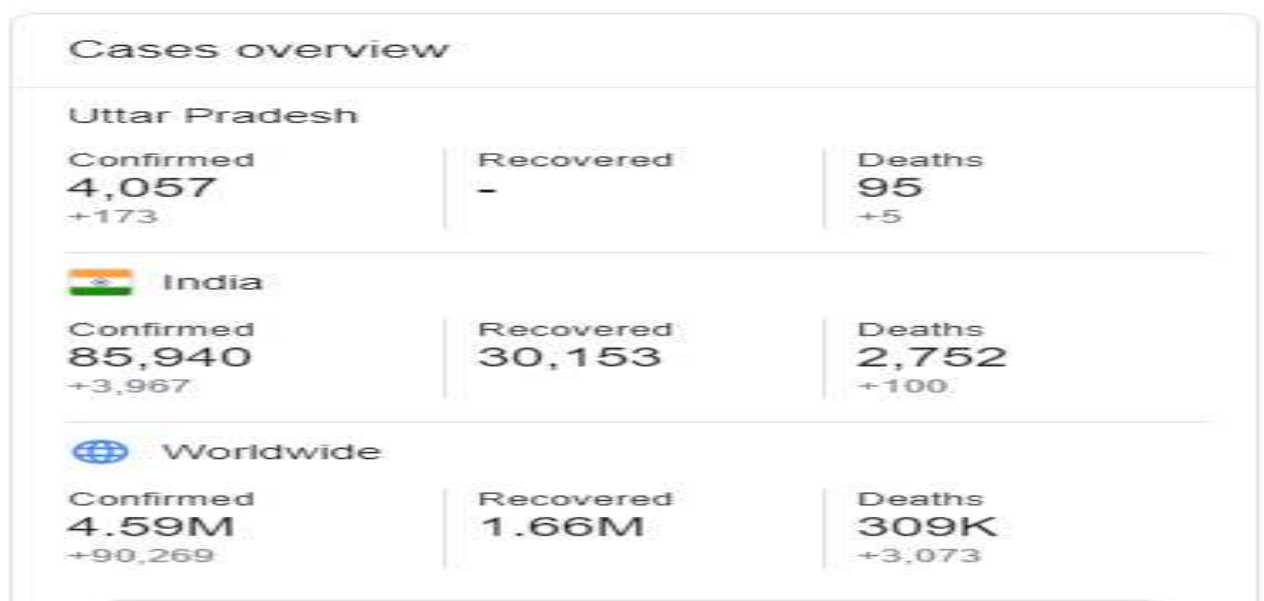 Cases overview
Uttar Pradesh
Confirmed Recovered Deaths
4,057 - 95
+173 +5
India
Confirmed Recovered Deaths
85,940 30,153 2,752
+3,967 +100
Worldwide
Confirmed Recovered Deaths
4.59M 1.66M 309K
+90,269 +3,073